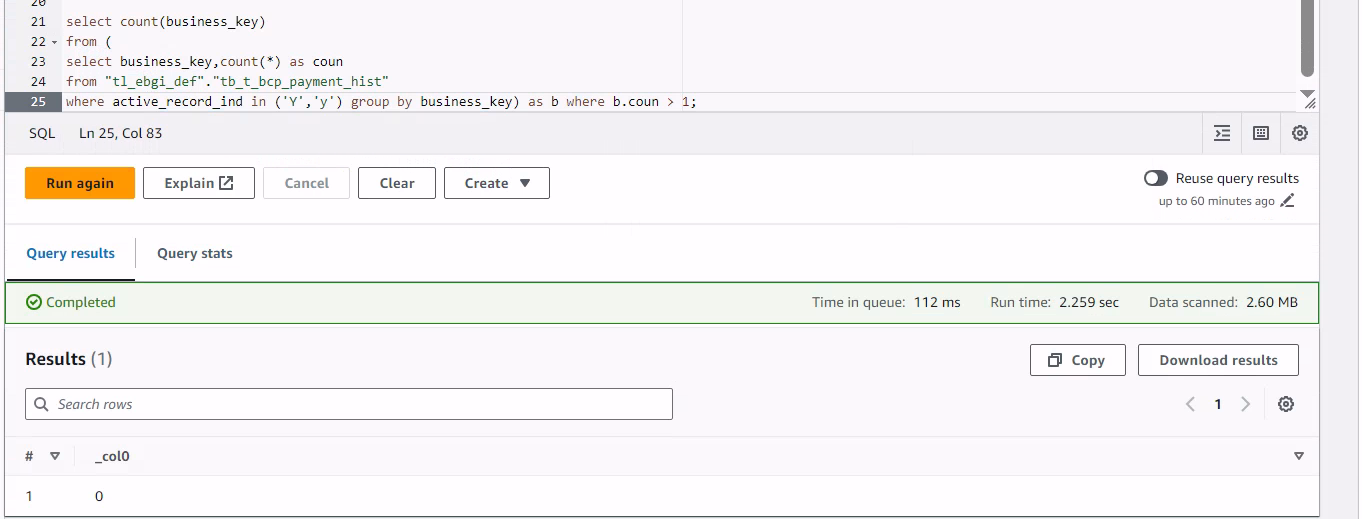 20
21 select count(business_key)
22 from (
23 select business_key,count(*) as coun
24 from "tl_ebgi_def"."tb_t_bcp_payment_hist"
25 where active_record_ind in ('Y','y') group by business_key) as b where b.coun > 1;
SQL Ln 25, Col 83
Run again Explain Cancel Clear Create Reuse query results
up to 60 minutes ago
Query results Query stats
Completed Time in queue: 112 ms Run time: 2.259 sec Data scanned: 2.60 MB
Results (1) Copy Download results
Search rows 1
# _col0
1 0